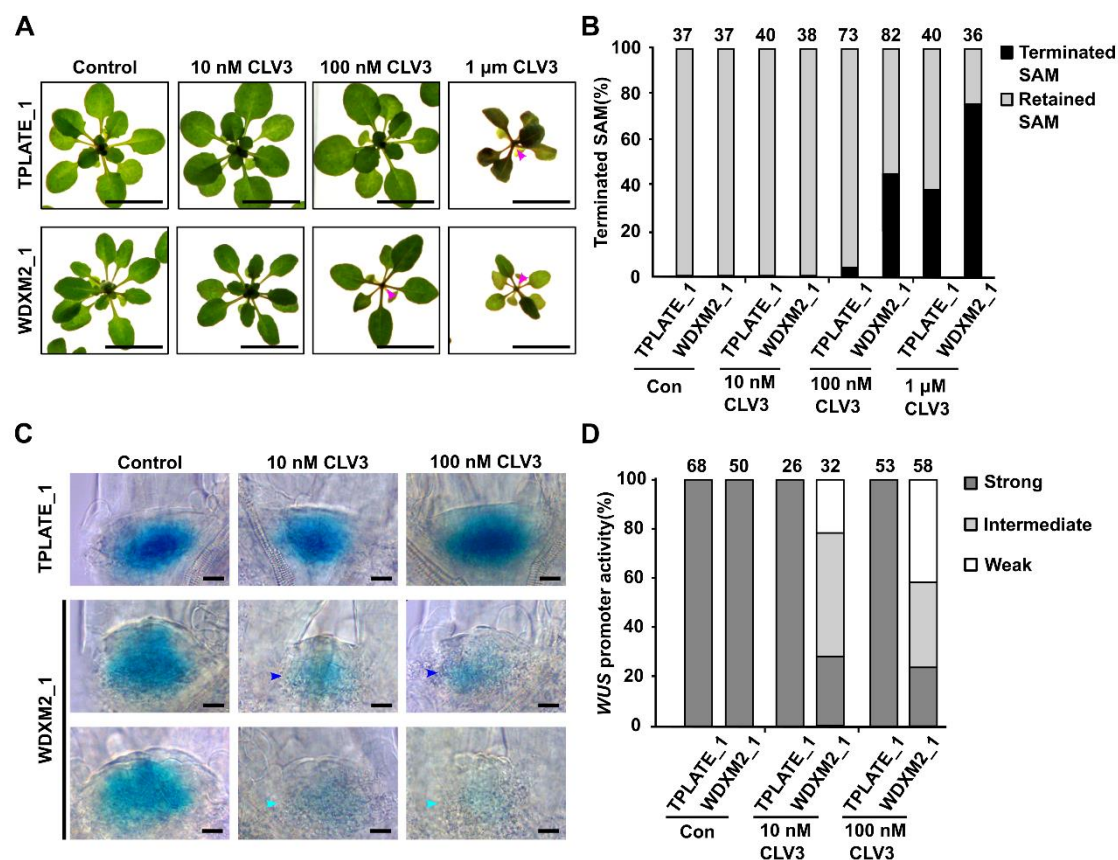 A
Control
10 nM CLV3
100 nM CLV3
1 µm CLV3
TPLATE_1
WDXM2_1
B
37 37 40 38 73 82 40 36
Terminated SAM(%)
100
80
60
40
20
0
TPLATE_1
WDXM2_1
TPLATE_1
WDXM2_1
TPLATE_1
WDXM2_1
TPLATE_1
WDXM2_1
Con
10 nM
CLV3
100 nM
CLV3
1 µM
CLV3
Terminated
SAM
Retained
SAM
C
Control
10 nM CLV3
100 nM CLV3
TPLATE_1
WDXM2_1
D
68 50 26 32 53 58
WUS promoter activity(%)
100
80
60
40
20
0
TPLATE_1
WDXM2_1
TPLATE_1
WDXM2_1
TPLATE_1
WDXM2_1
Con
10 nM
CLV3
100 nM
CLV3
Strong
Intermediate
Weak